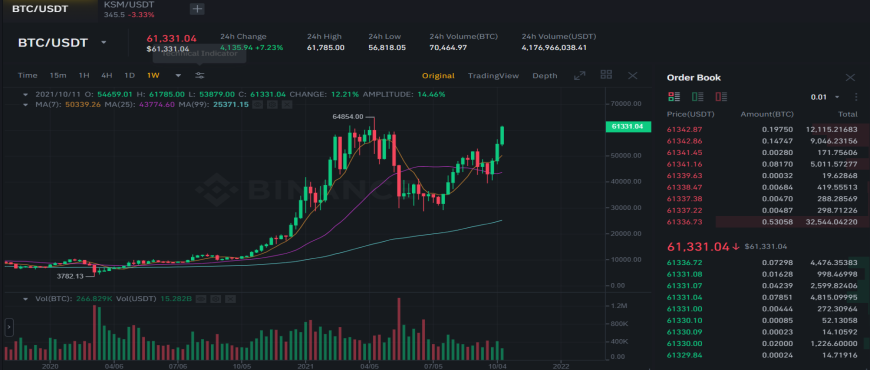 BTC/USDT
KSM/USDT
345.5 -3.33%
BTC/USDT
61,331.04
$61,331.04
24h Change
4,135.94 +7.23%
24h High
61,785.00
24h Low
56,818.05
24h Volume(BTC)
70,464.97
24h Volume(USDT)
4,176,966,038.41
Technical Indicator
Time 15m 1H 4H 1D 1W
Original TradingView Depth
2021/10/11 O: 54659.01 H: 61785.00 L: 53879.00 C: 61331.04 CHANGE: 12.21% AMPLITUDE: 14.46%
MA(7): 50339.26 MA(25): 43774.60 MA(99): 25371.15
64854.00
3782.13
BINANCE
70000.00
61331.04
50000.00
40000.00
30000.00
20000.00
10000.00
0.00
Vol(BTC): 266.829K Vol(USDT) 15.282B
1.2M
800K
400K
0.00
2020 04/06 07/06 10/05 2021 04/05 07/05 10/04 2022
Order Book
0.01
Price(USDT) Amount(BTC) Total
61342.87 0.19750 12,115.21683
61342.86 0.14747 9,046.23156
61341.45 0.00280 171.75606
61341.16 0.08170 5,011.57277
61339.63 0.00032 19.62868
61338.47 0.00684 419.55513
61337.38 0.00470 288.28569
61337.22 0.00487 298.71226
61336.73 0.53058 32,544.04220
61,331.04 ↓ $61,331.04
61336.72 0.07298 4,476.35383
61331.08 0.01628 998.46998
61331.07 0.04239 2,599.82406
61331.04 0.07851 4,815.09995
61331.00 0.00444 272.30964
61330.10 0.00085 52.13058
61330.09 0.00023 14.10592
61330.00 0.02000 1,226.60000
61329.84 0.00024 14.71916